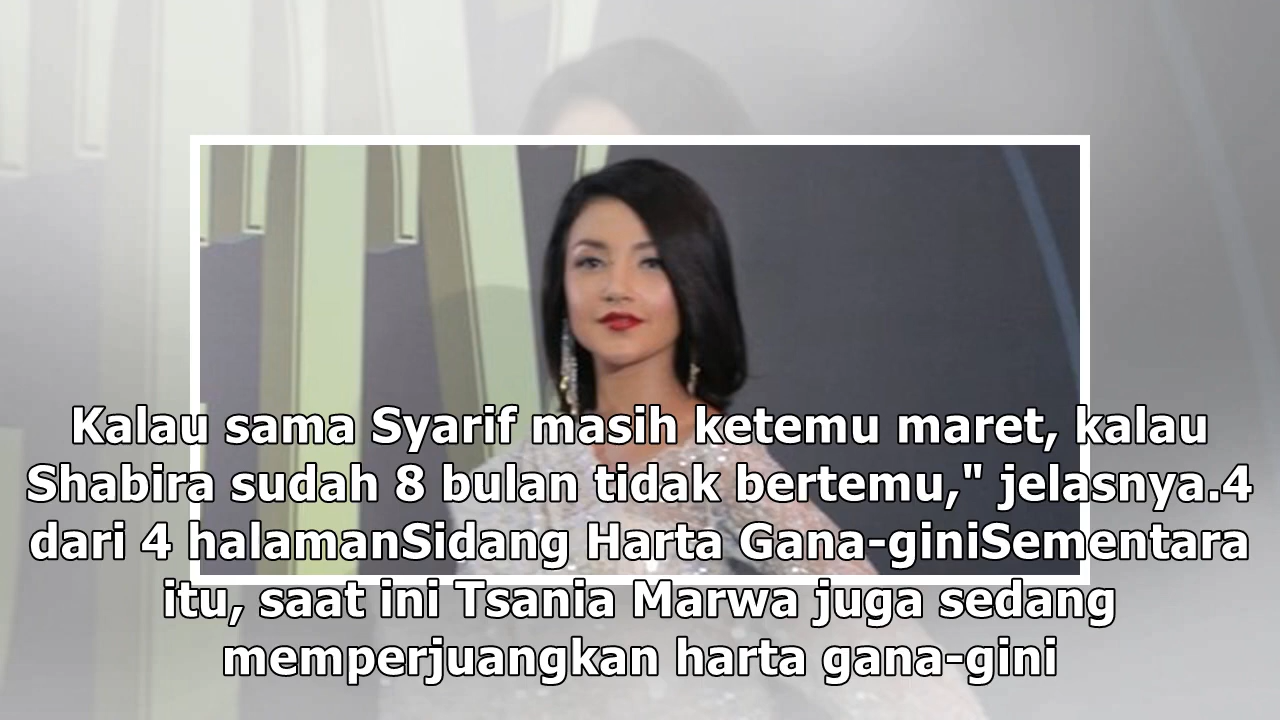 Kalau sama Syarif masih ketemu maret, kalau
Shabira sudah 8 bulan tidak bertemu," jelasnya.4
dari 4 halamanSidang Harta Gana-giniSementara
itu, saat ini Tsania Marwa juga sedang
memperjuangkan harta gana-gini